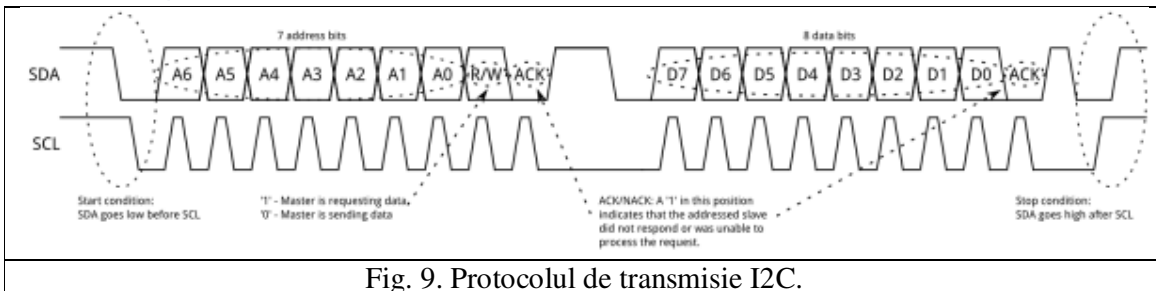 7 address bits
8 data bits
SDA A6 A5 A4 A3 A2 A1 A0 R/W ACK D7 D6 D5 D4 D3 D2 D1 D0 ACK
SCL
Start condition:
SDA goes low before SCL
'1' - Master is requesting data,
'0' - Master is sending data
ACK/NACK: A '1' in this position
indicates that the addressed slave
did not respond or was unable to
process the request.
Stop condition:
SDA goes high after SCL
Fig. 9. Protocolul de transmisie I2C.